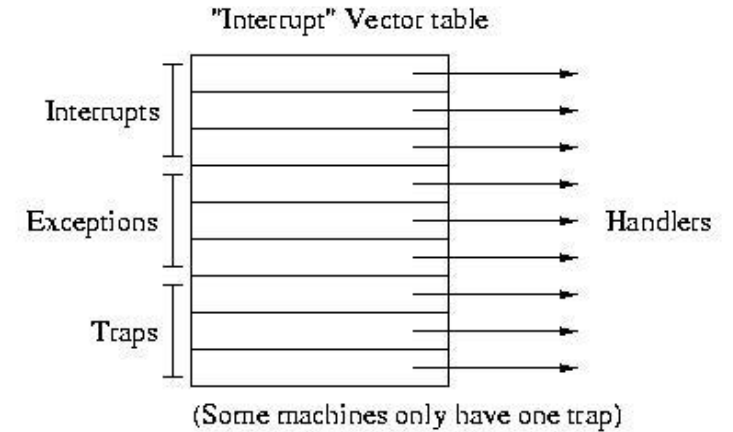 "Interrupt" Vector table
Interrupts
Exceptions
Handlers
Traps
(Some machines only have one trap)